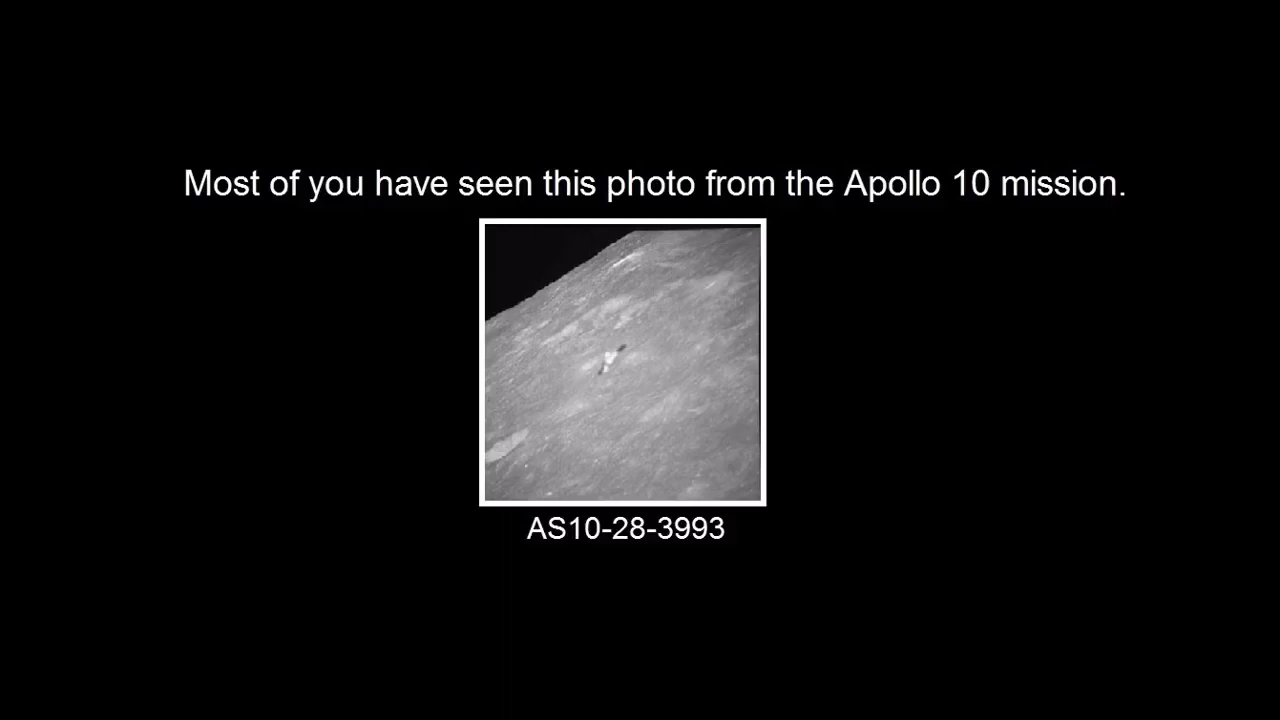 Most of you have seen this photo from the Apollo 10 mission.
AS10-28-3993